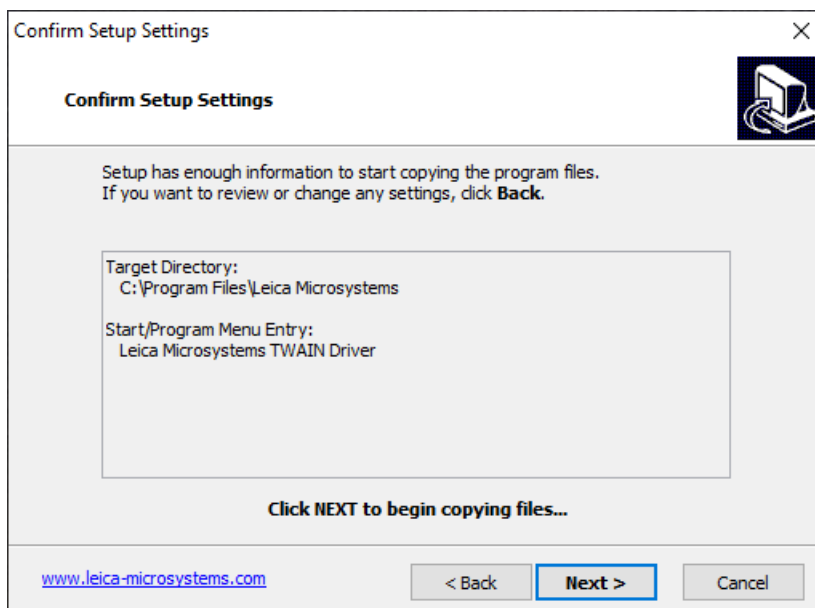 Confirm Setup Settings
Confirm Setup Settings
Setup has enough information to start copying the program files.
If you want to review or change any settings, click Back.
Target Directory:
C:\Program Files\Leica Microsystems
Start/Program Menu Entry:
Leica Microsystems TWAIN Driver
Click NEXT to begin copying files...
www.leica-microsystems.com
< Back
Next >
Cancel